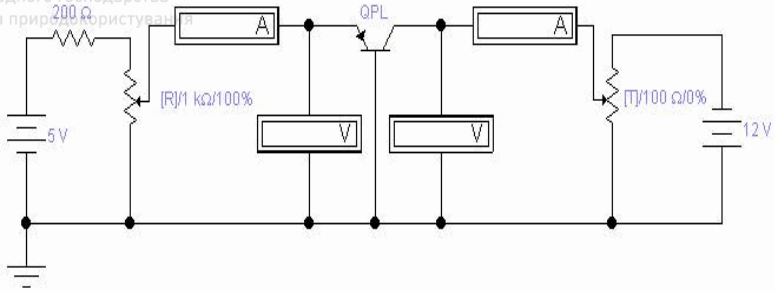 и природокористування
200 Ω
A
QPL
A
[R]/1 kΩ/100%
[T]/100 Ω/0%
5 V
V
V
12 V